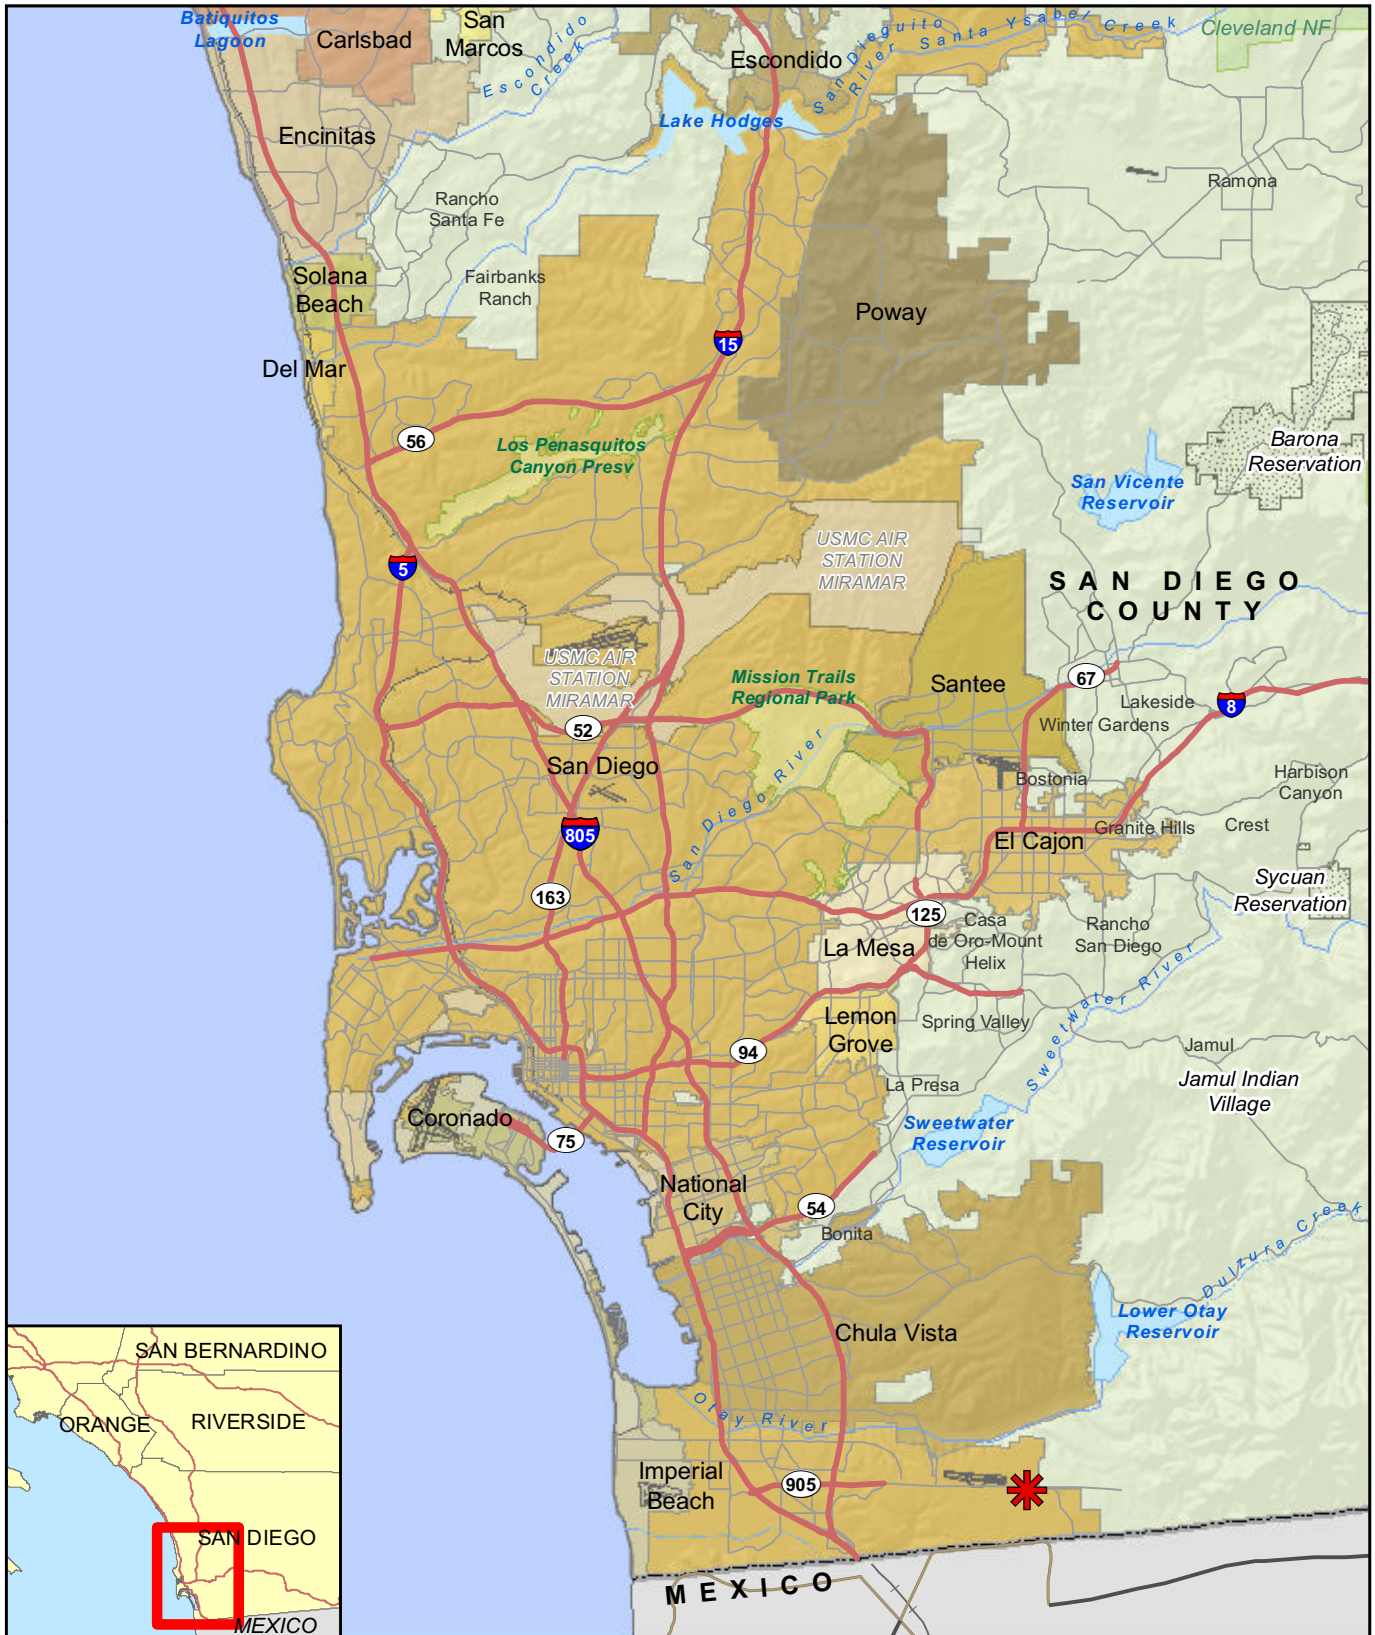 Batiquitos
Lagoon
Carlsbad
San
Marcos
Escondido
Creek
Escondido
San Dieguito
River
Santa Ysabel Creek
Cleveland NF
Lake Hodges
Encinitas
Rancho
Santa Fe
Ramona
Solana
Beach
Fairbanks
Ranch
Poway
15
Del Mar
56
Los Penasquitos
Canyon Presv
Barona
Reservation
San Vicente
Reservoir
USMC AIR
STATION
MIRAMAR
5
SAN DIEGO
COUNTY
USMC AIR
STATION
MIRAMAR
Mission Trails
Regional Park
Santee
67
Lakeside
8
Winter Gardens
52
San Diego
Bostonia
Harbison
Canyon
San Diego River
805
El Cajon
Granite Hills
Crest
163
Sycuan
Reservation
125
Casa
de Oro-Mount
Helix
Rancho
San Diego
La Mesa
Sweetwater River
Lemon
Grove
Spring Valley
94
Jamul
La Presa
Jamul Indian
Village
Coronado
75
Sweetwater
Reservoir
National
City
54
Bonita
Dulzura Creek
Lower Otay
Reservoir
Chula Vista
Otay River
Imperial
Beach
905
MEXICO
SAN BERNARDINO
ORANGE
RIVERSIDE
SAN DIEGO
MEXICO